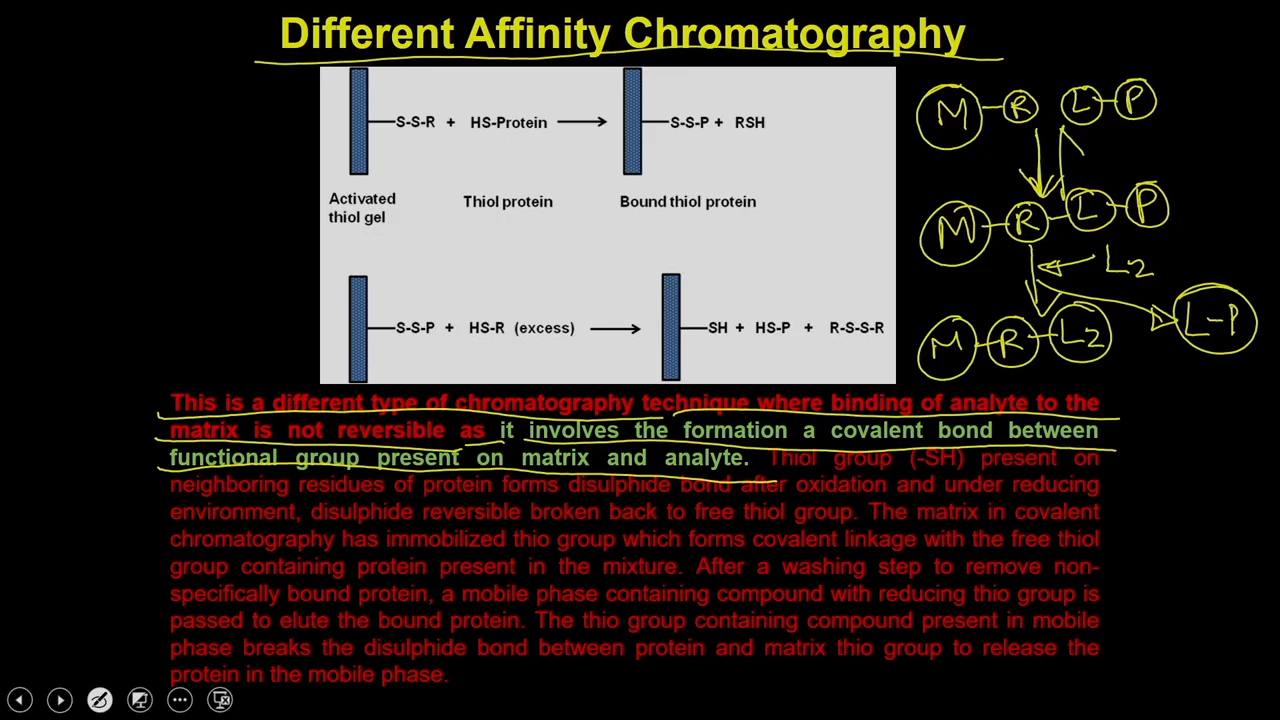 Different Affinity Chromatography
S-S-R + HS-Protein S-S-P + RSH
Activated thiol gel
Thiol protein
Bound thiol protein
S-S-P + HS-R (excess) SH + HS-P + R-S-S-R
M R L P
M R L P
L2
M R L2 L-P
This is a different type of chromatography technique where binding of analyte to the
matrix is not reversible as it involves the formation a covalent bond between
functional group present on matrix and analyte. Thiol group (-SH) present on
neighboring residues of protein forms disulphide bond after oxidation and under reducing
environment, disulphide reversible broken back to free thiol group. The matrix in covalent
chromatography has immobilized thio group which forms covalent linkage with the free thiol
group containing protein present in the mixture. After a washing step to remove non-
specifically bound protein, a mobile phase containing compound with reducing thio group is
passed to elute the bound protein. The thio group containing compound present in mobile
phase breaks the disulphide bond between protein and matrix thio group to release the
protein in the mobile phase.